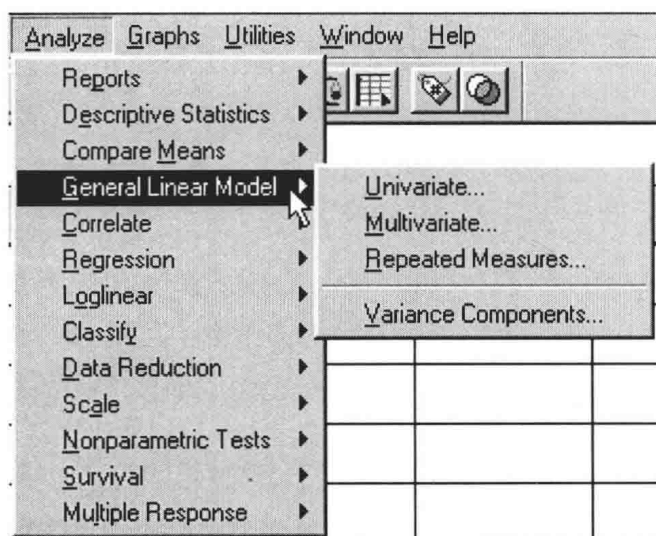 Analyze Graphs Utilities Window Help
Reports
Descriptive Statistics
Compare Means
General Linear Model
Correlate
Regression
Loglinear
Classify
Data Reduction
Scale
Nonparametric Tests
Survival
Multiple Response
Univariate...
Multivariate...
Repeated Measures...
Variance Components...